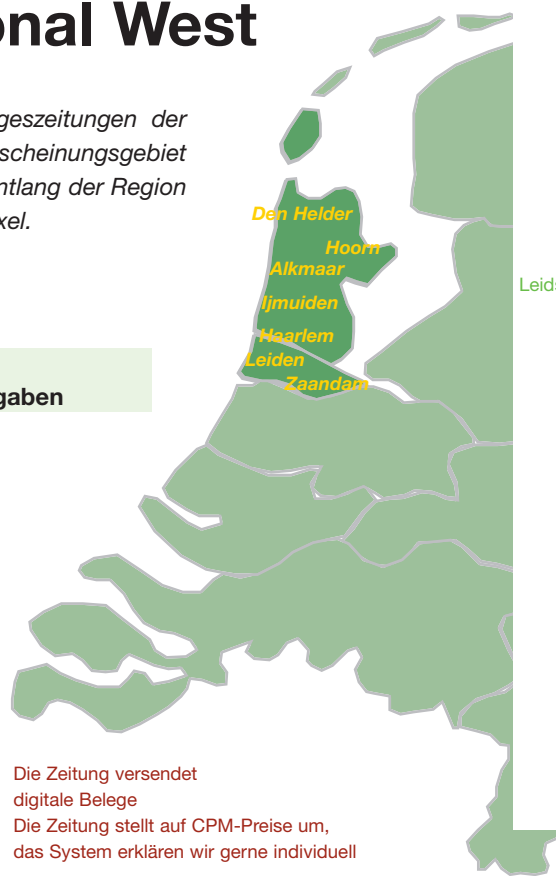 onal West
geszeitungen der
scheinungsgebiet
ntlang der Region
xel.
Den Helder
Hoorn
Alkmaar
Ijmuiden
Haarlem
Leiden
Zaandam
Leids
gaben
Die Zeitung versendet
digitale Belege
Die Zeitung stellt auf CPM-Preise um,
das System erklären wir gerne individuell